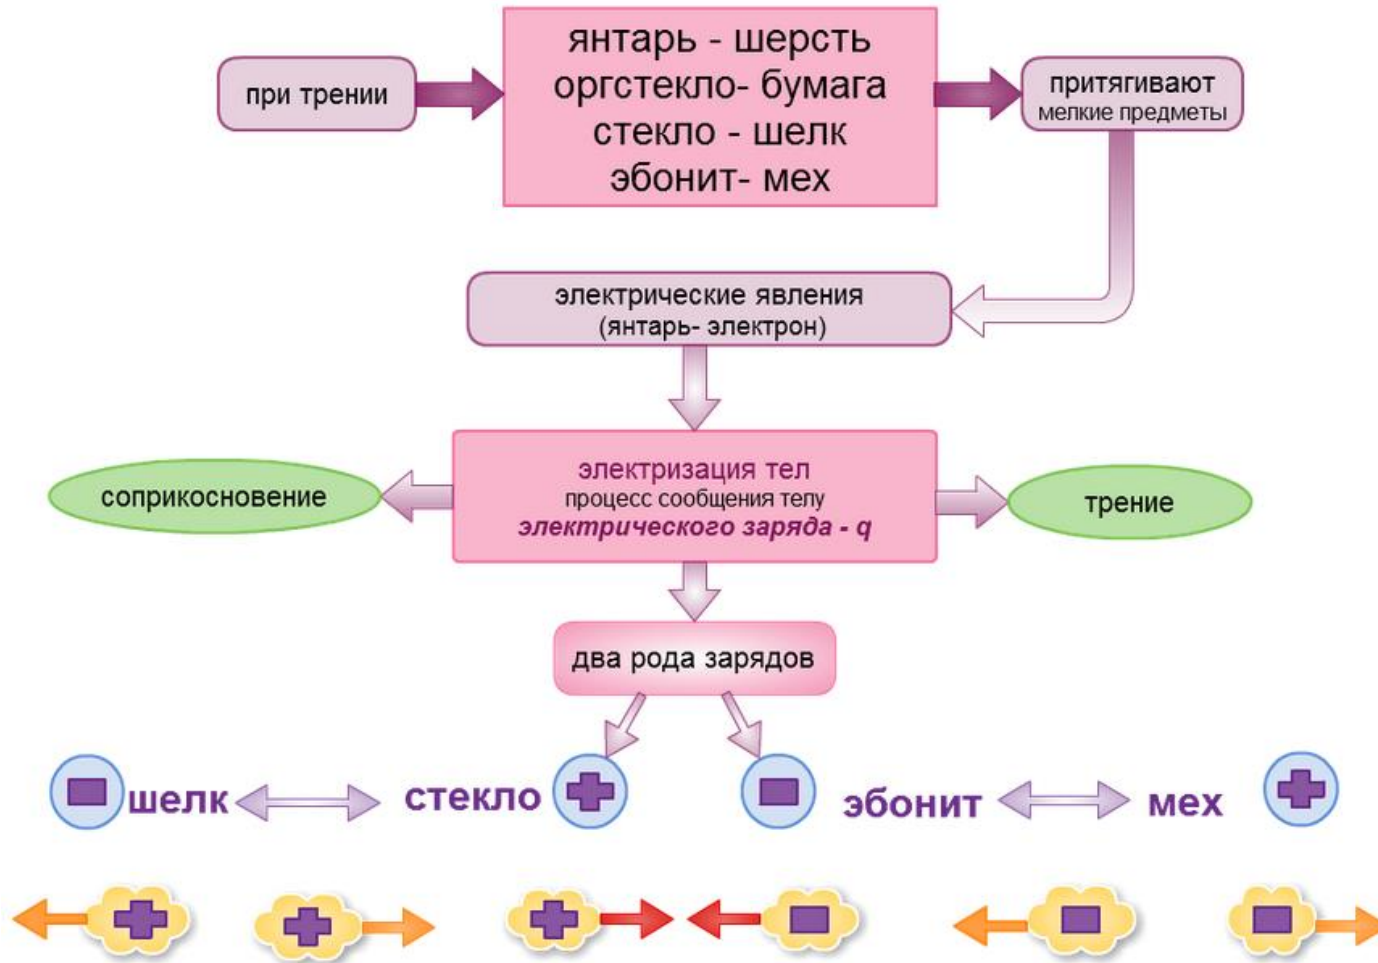 при трении
янтарь - шерсть
оргстекло- бумага
стекло - шелк
эбонит- мех
притягивают
мелкие предметы
электрические явления
(янтарь- электрон)
соприкосновение
электризация тел
процесс сообщения телу
электрического заряда - q
трение
два рода зарядов
шелк
стекло
эбонит
мех